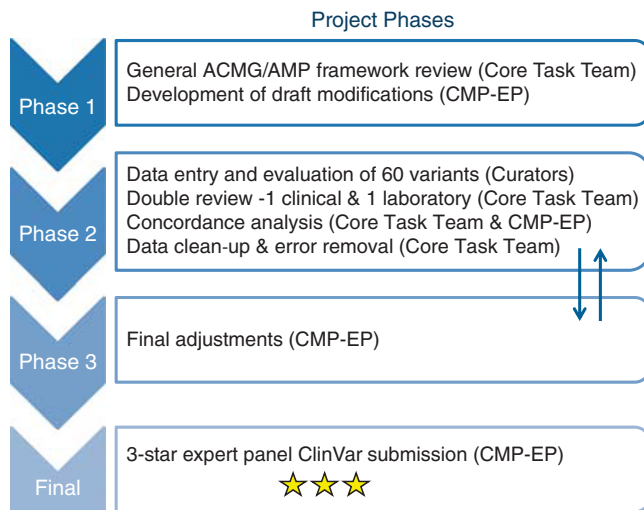 Project Phases
Phase 1
General ACMG/AMP framework review (Core Task Team)
Development of draft modifications (CMP-EP)
Phase 2
Data entry and evaluation of 60 variants (Curators)
Double review -1 clinical & 1 laboratory (Core Task Team)
Concordance analysis (Core Task Team & CMP-EP)
Data clean-up & error removal (Core Task Team)
Phase 3
Final adjustments (CMP-EP)
Final
3-star expert panel ClinVar submission (CMP-EP)